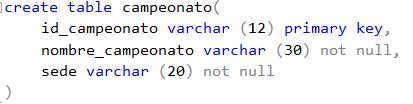 create table campeonato(
id_campeonato varchar (12) primary key,
nombre_campeonato varchar (30) not null,
sede varchar (20) not null
)